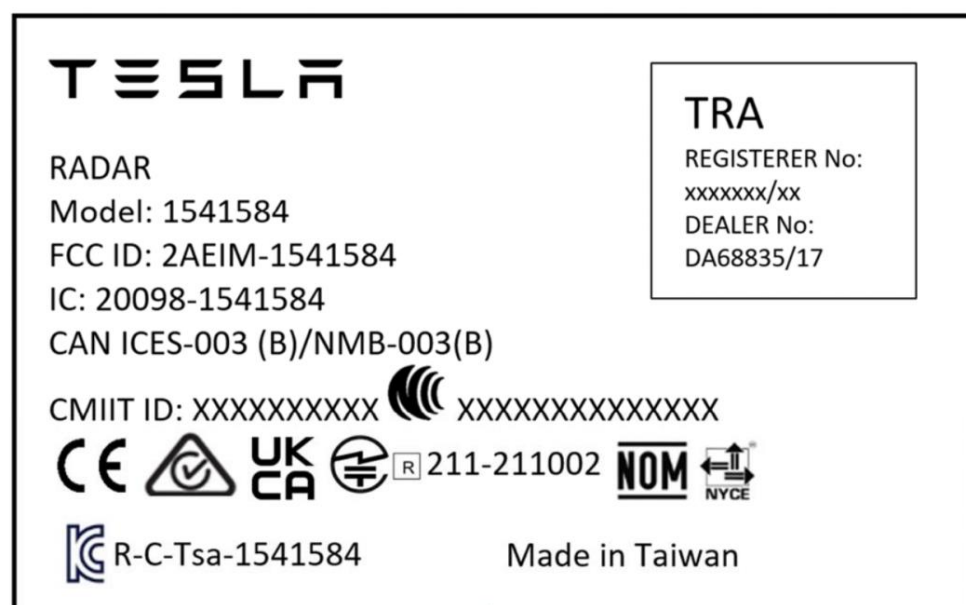 TESLA
RADAR
Model: 1541584
FCC ID: 2AEIM-1541584
IC: 20098-1541584
CAN ICES-003 (B)/NMB-003(B)
TRA
REGISTERER No:
xxxxxxx/xx
DEALER No:
DA68835/17
CMIIT ID: XXXXXXXXXX XXXXXXXXXXXXXX
CE UK CA R 211-211002 NOM NYCE
R-C-Tsa-1541584 Made in Taiwan